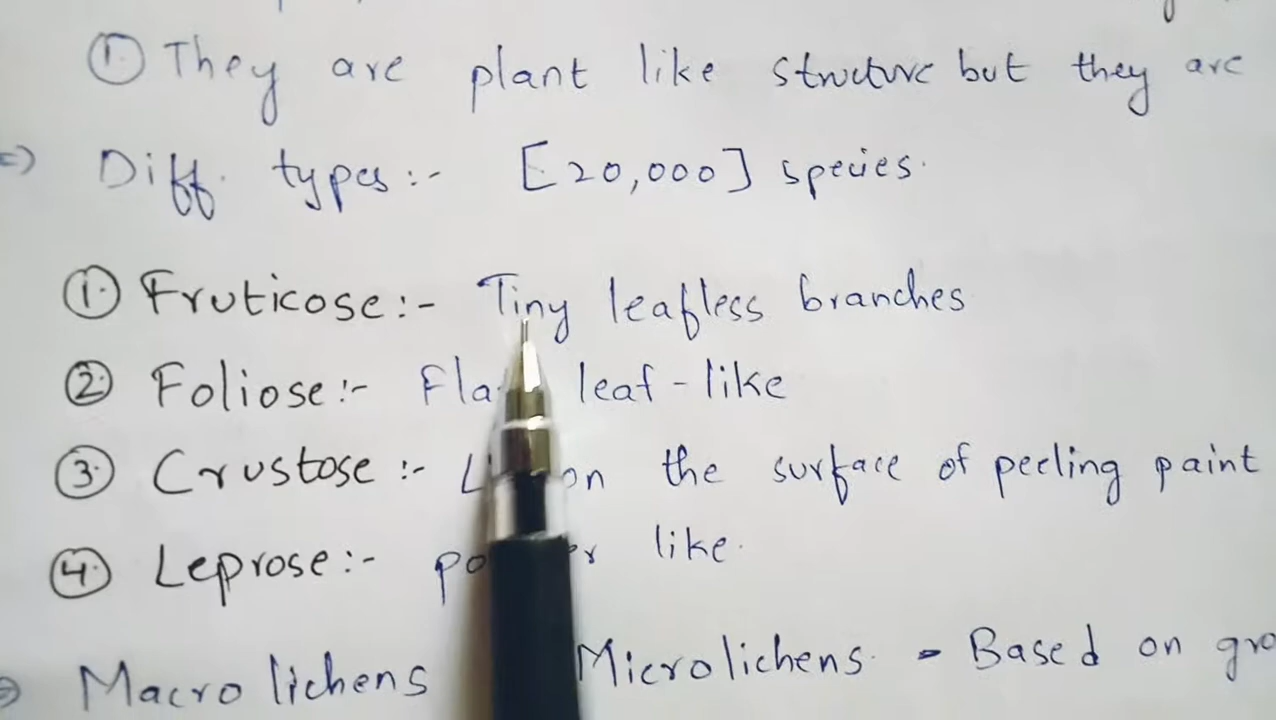 ① They are plant like structure but they are
Diff. types:- [20,000] species.
①. Fruticose:- Tiny leafless branches
② Foliose:- leaf-like
③. Crustose:- on the surface of peeling paint
④. Leprose:- like.
Macro lichens Microlichens. - Based on